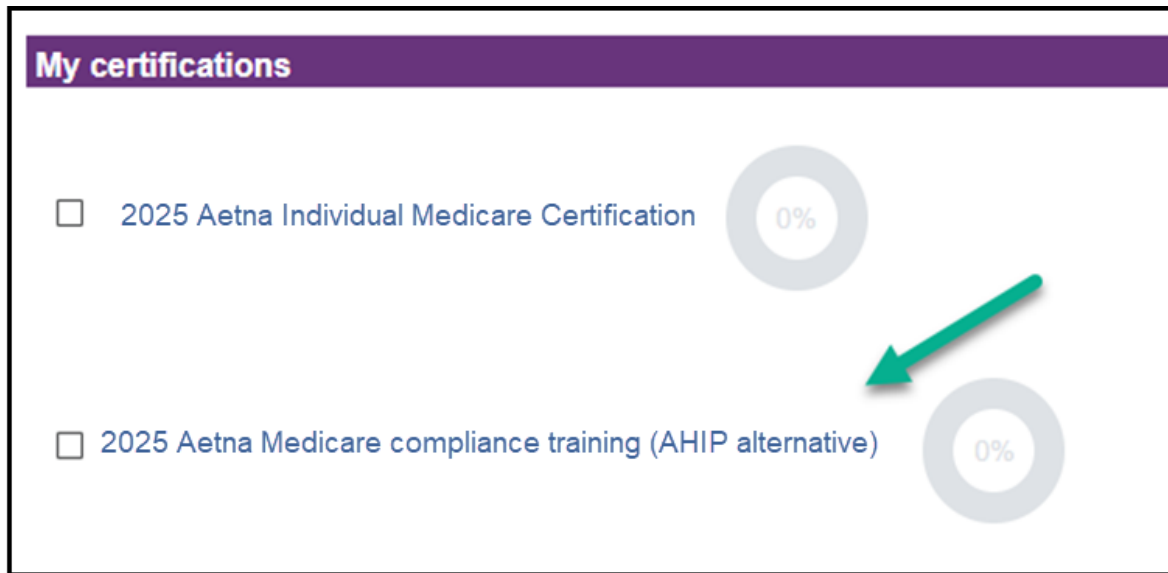 My certifications
2025 Aetna Individual Medicare Certification
0%
2025 Aetna Medicare compliance training (AHIP alternative)
0%